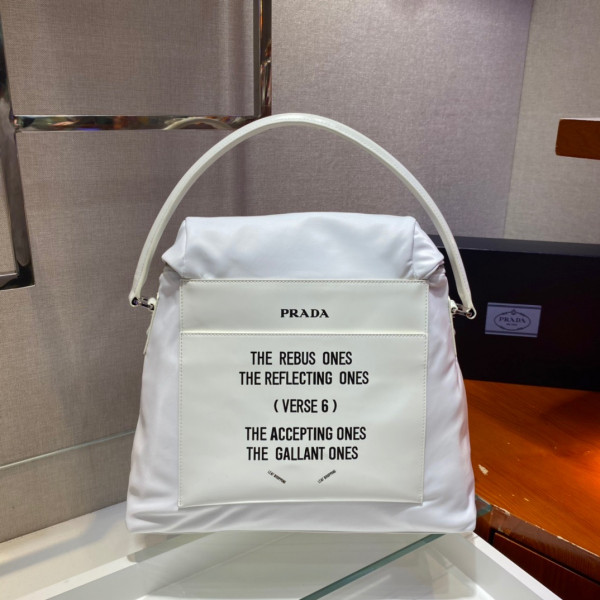 PRADA
THE REBUS ONES
THE REFLECTING ONES
( VERSE 6 )
THE ACCEPTING ONES
THE GALLANT ONES
PRADA